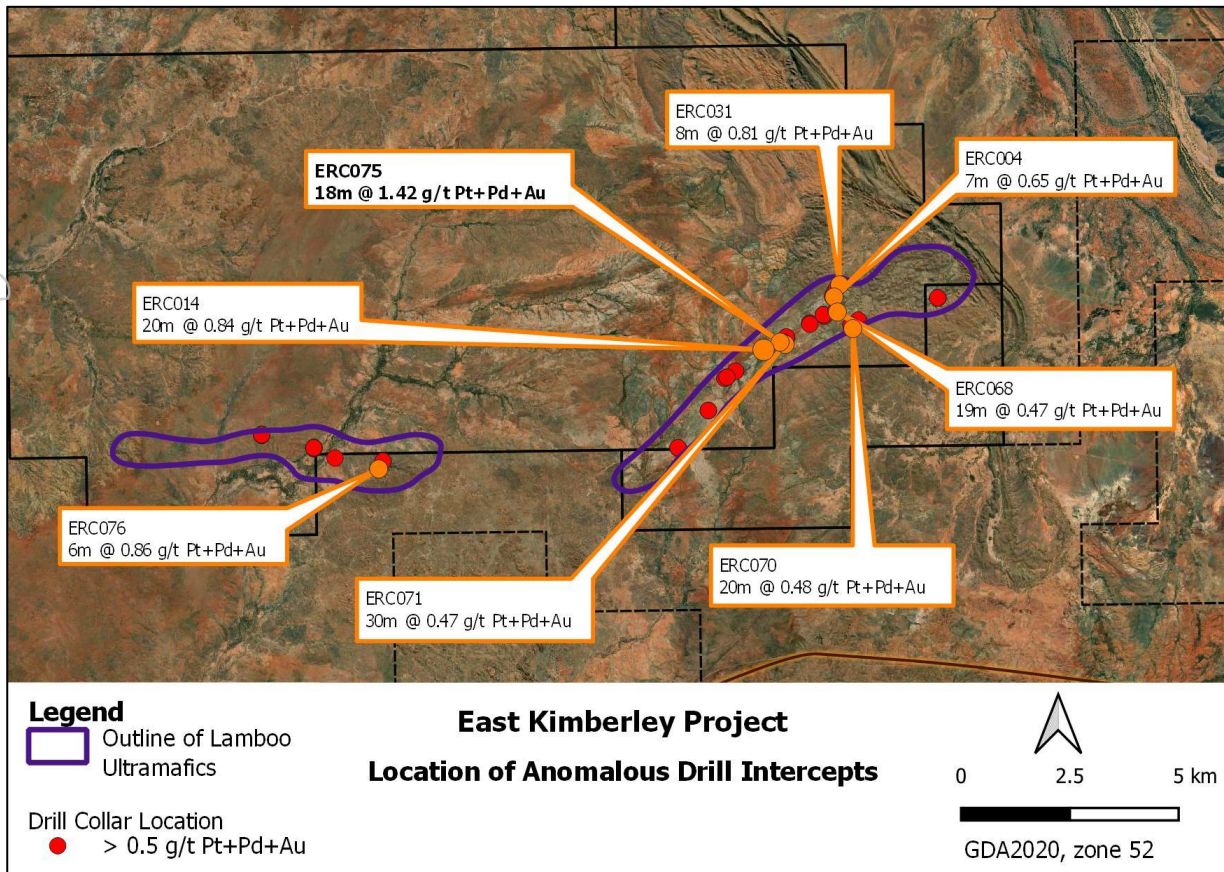 ERC031
8m @ 0.81 g/t Pt+Pd+Au
ERC004
7m @ 0.65 g/t Pt+Pd+Au
ERC075
18m @ 1.42 g/t Pt+Pd+Au
ERC014
20m @ 0.84 g/t Pt+Pd+Au
ERC068
19m @ 0.47 g/t Pt+Pd+Au
ERC076
6m @ 0.86 g/t Pt+Pd+Au
ERC070
20m @ 0.48 g/t Pt+Pd+Au
ERC071
30m @ 0.47 g/t Pt+Pd+Au
Legend
Outline of Lamboo
Ultramafics
Drill Collar Location
> 0.5 g/t Pt+Pd+Au
East Kimberley Project
Location of Anomalous Drill Intercepts
0 2.5 5 km
GDA2020, zone 52